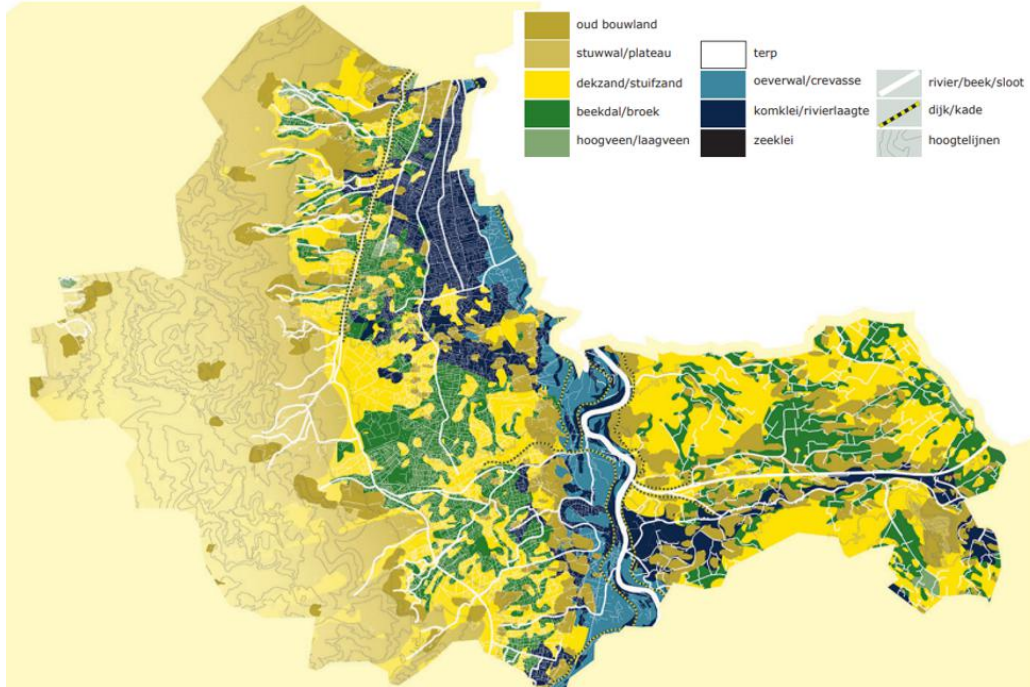 oud bouwland
stuwwal/plateau
dekzand/stuifzand
beekdal/broek
hoogveen/laagveen
terp
oeverwal/crevasse
komklei/rivierlaagte
zeeklei
rivier/beek/sloot
dijk/kade
hoogtelijnen